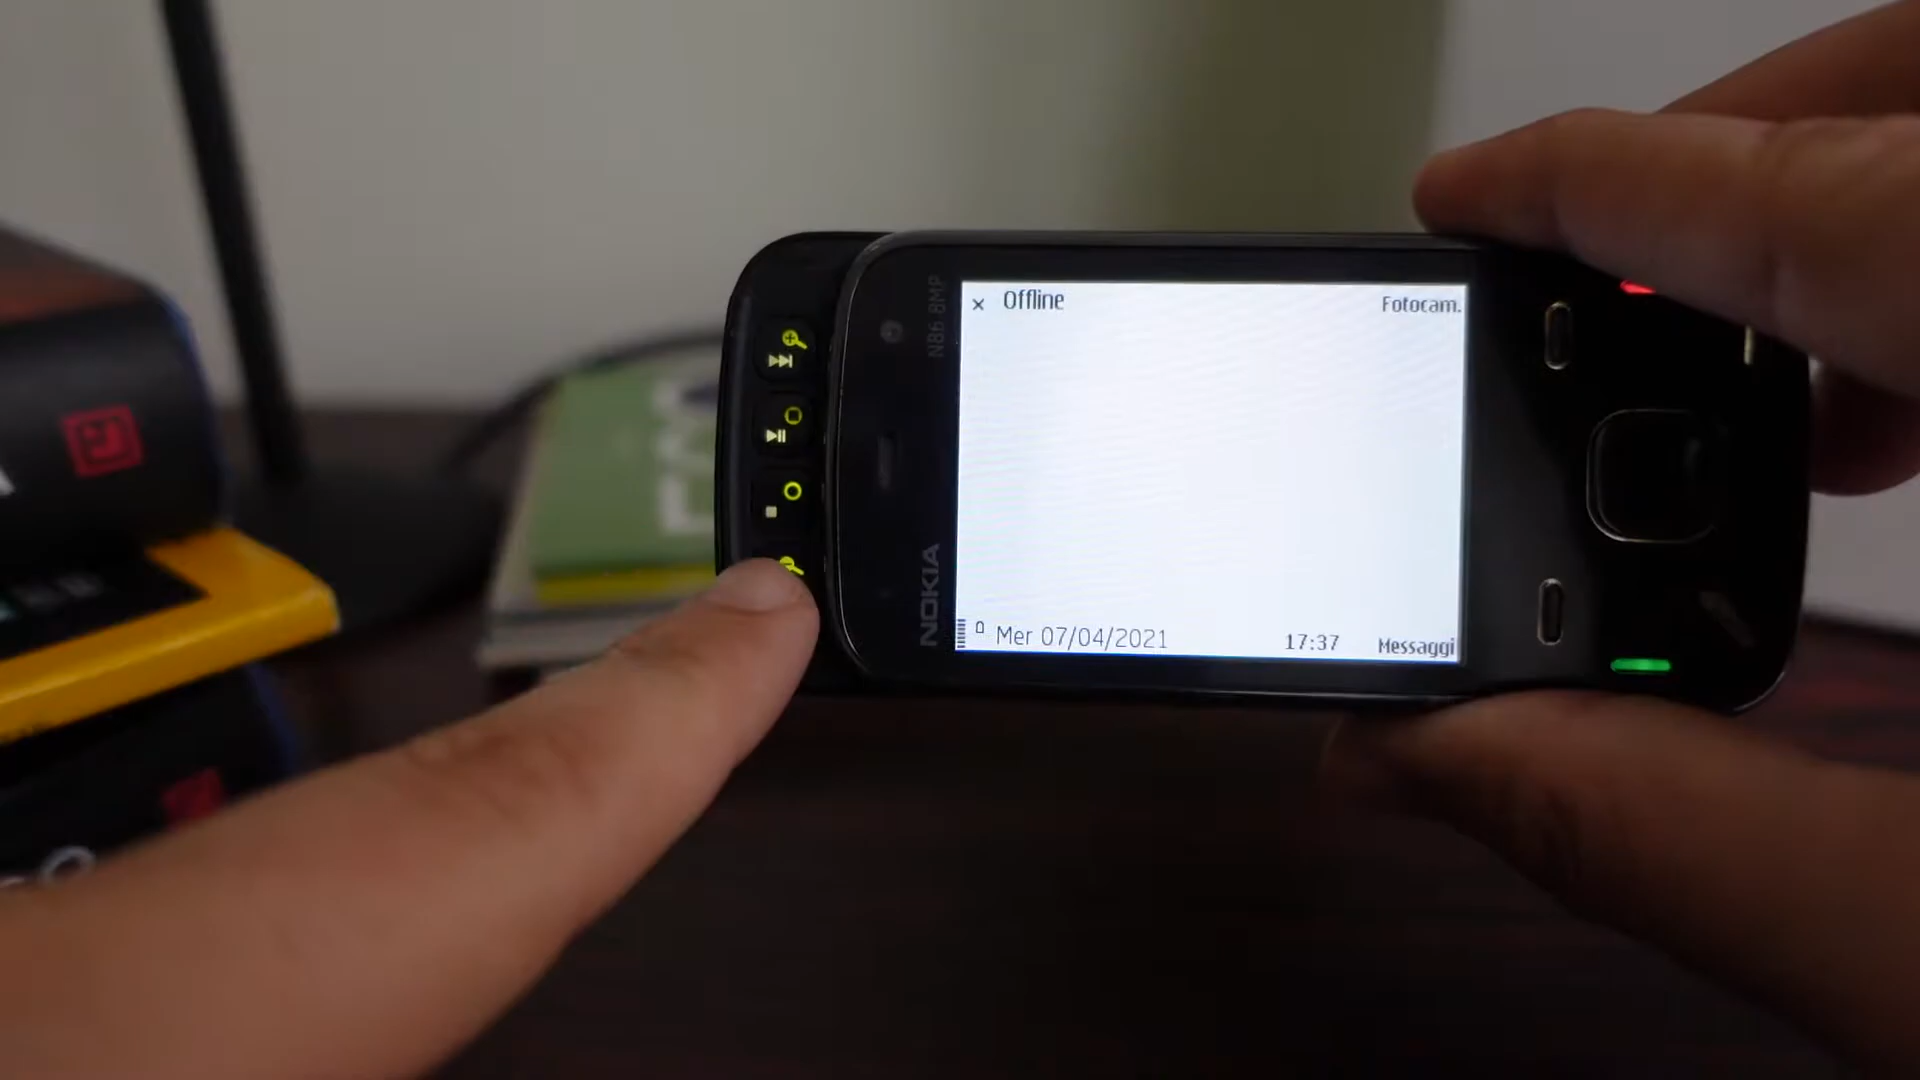 Offline
Fotocam.
N86 8MP
NOKIA
Mer 07/04/2021
17:37
Messaggi